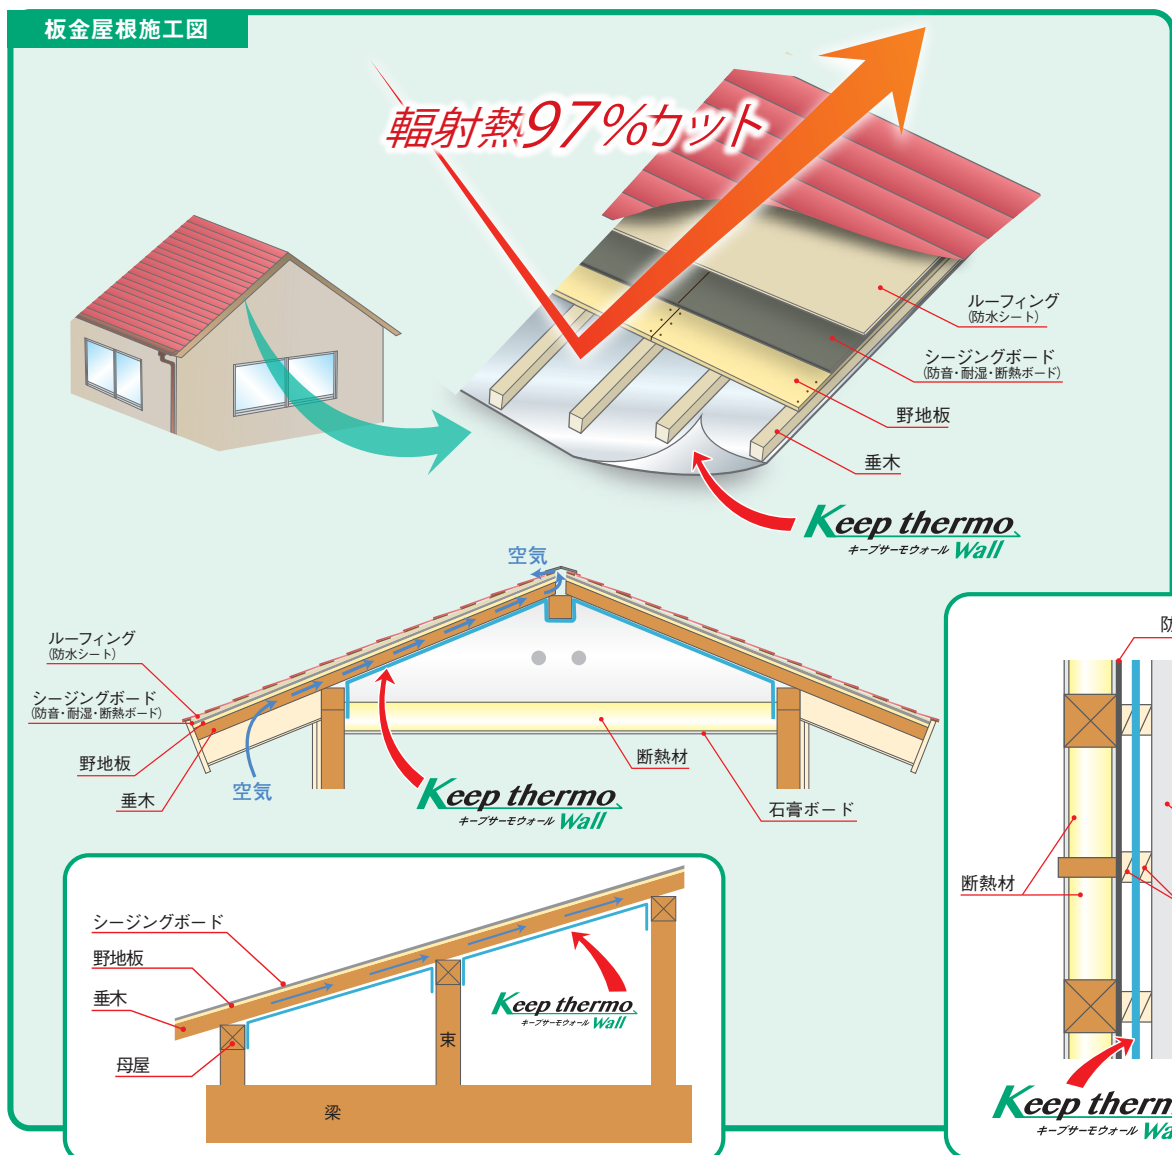 板金屋根施工図
輻射熱97%カット
ルーフィング
(防水シート)
シージングボード
(防音・耐湿・断熱ボード)
野地板
垂木
Keep thermo
キープサーモウォール Wall
空気
ルーフィング
(防水シート)
シージングボード
(防音・耐湿・断熱ボード)
野地板
垂木
空気
断熱材
石膏ボード
Keep thermo
キープサーモウォール Wall
シージングボード
野地板
垂木
母屋
束
梁
Keep thermo
キープサーモウォール Wall
防
断熱材
Keep therm
キープサーモウォール Wa